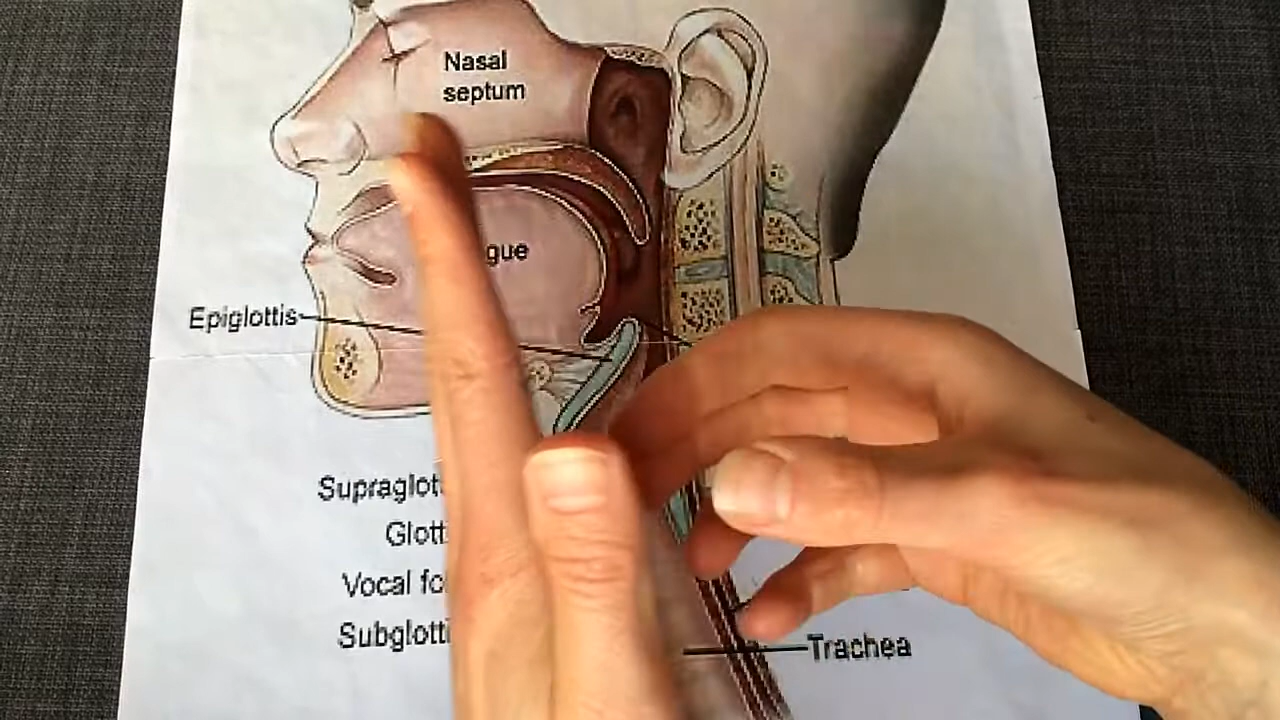 Nasal
septum
gue
Epiglottis
Supraglot
Glott
Vocal fo
Subglotti
Trachea